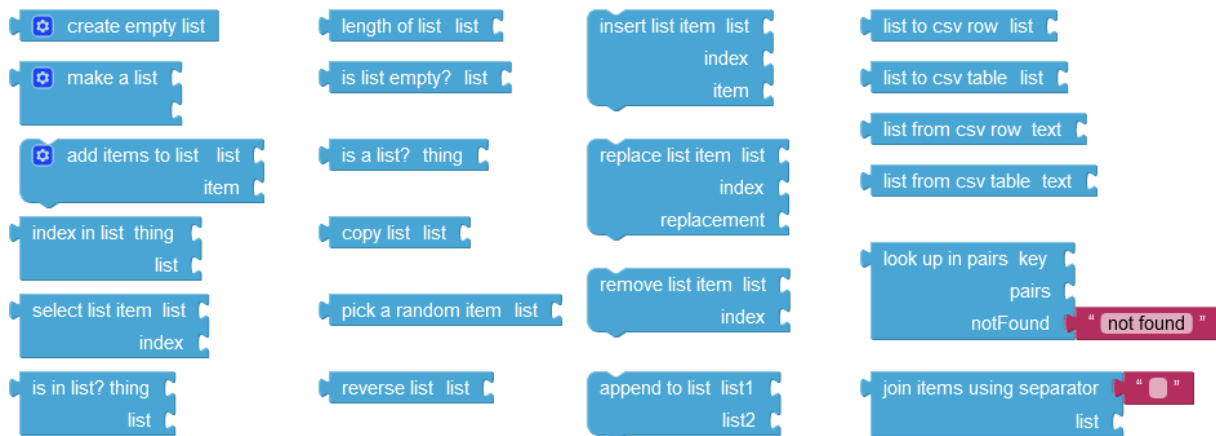 create empty list
make a list
add items to list list
item
index in list thing
list
select list item list
index
is in list? thing
list
length of list list
is list empty? list
is a list? thing
copy list list
pick a random item list
reverse list list
insert list item list
index
item
replace list item list
index
replacement
remove list item list
index
append to list list1
list2
list to csv row list
list to csv table list
list from csv row text
list from csv table text
look up in pairs key
pairs
notFound “ not found ”
join items using separator “ ”
list